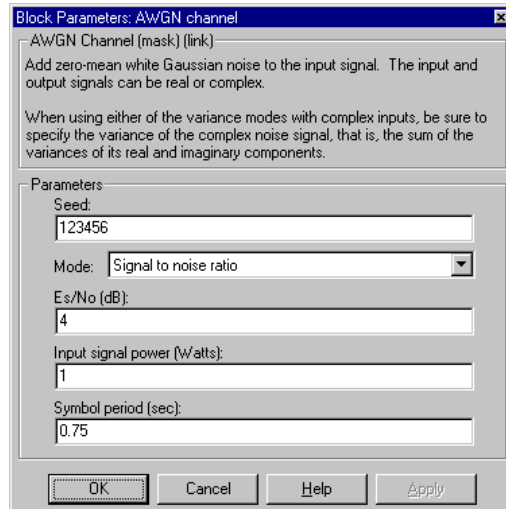 Block Parameters: AWGN channel
AWGN Channel (mask) (link)
Add zero-mean white Gaussian noise to the input signal. The input and
output signals can be real or complex.
When using either of the variance modes with complex inputs, be sure to
specify the variance of the complex noise signal, that is, the sum of the
variances of its real and imaginary components.
Parameters
Seed:
123456
Mode: Signal to noise ratio
Es/No (dB):
4
Input signal power (Watts):
1
Symbol period (sec):
0.75
OK Cancel Help Apply